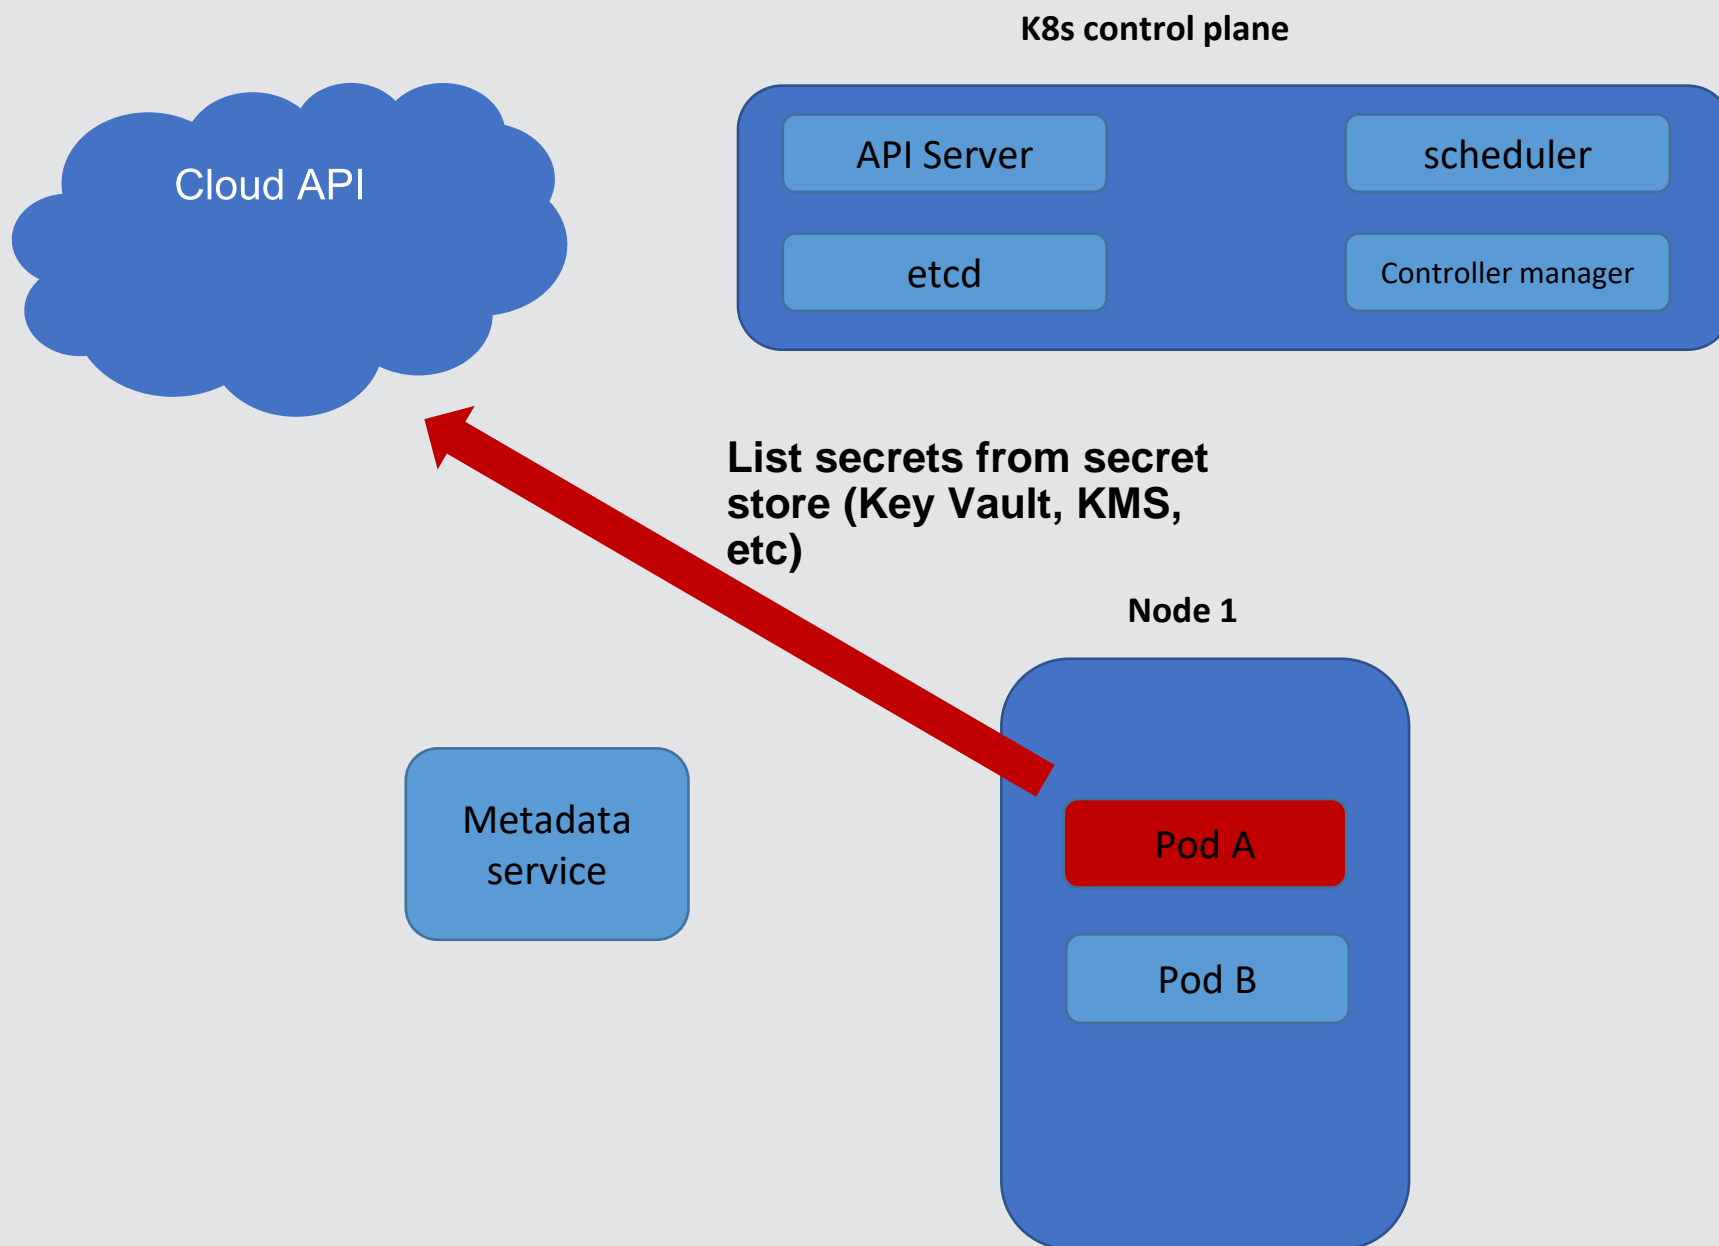 K8s control plane
Cloud API
API Server
scheduler
etcd
Controller manager
List secrets from secret
store (Key Vault, KMS,
etc)
Node 1
Metadata
service
Pod A
Pod B